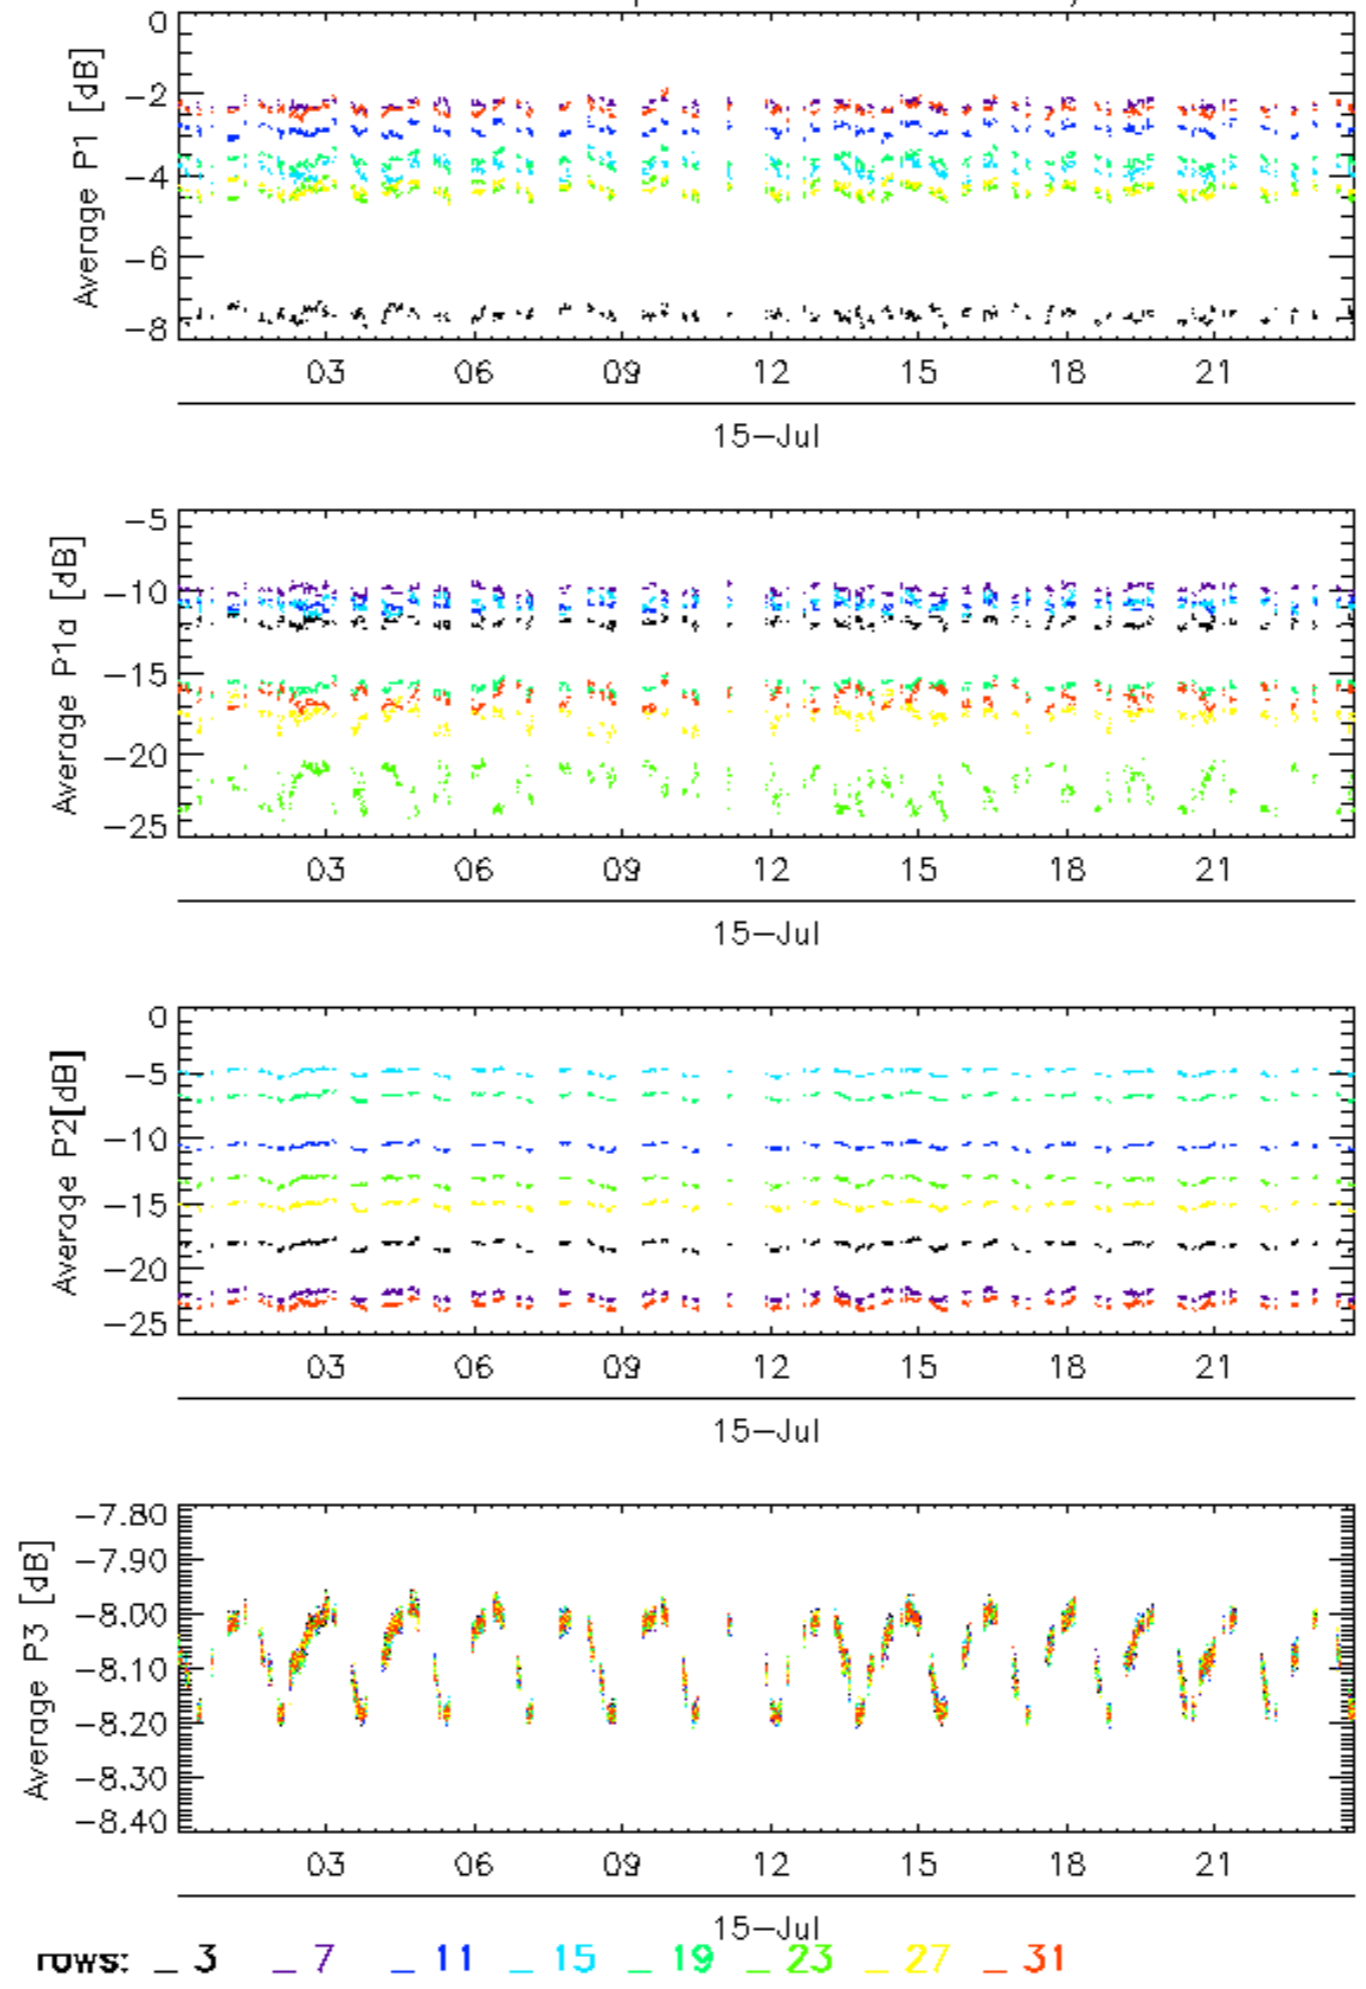 Average P1 [dB]
0
−2
−4
−6
−8
03 06 09 12 15 18 21
15−Jul
Average P1a [dB]
−5
−10
−15
−20
−25
03 06 09 12 15 18 21
15−Jul
Average P2[dB]
0
−5
−10
−15
−20
−25
03 06 09 12 15 18 21
15−Jul
Average P3 [dB]
−7.80
−7.90
−8.00
−8.10
−8.20
−8.30
−8.40
03 06 09 12 15 18 21
15−Jul
rows: _ 3 _ 7 _ 11 _ 15 _ 19 _ 23 _ 27 _ 31